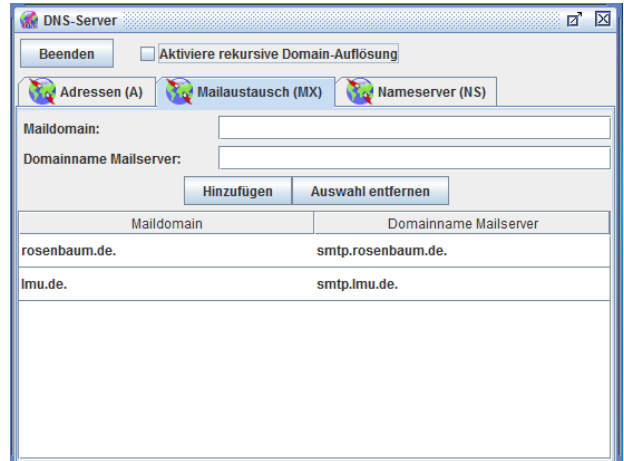 DNS-Server
Beenden Aktiviere rekursive Domain-Auflösung
Adressen (A) Mailaustausch (MX) Nameserver (NS)
Maildomain:
Domainname Mailserver:
Hinzufügen Auswahl entfernen
Maildomain Domainname Mailserver
rosenbaum.de. smtp.rosenbaum.de.
lmu.de. smtp.lmu.de.